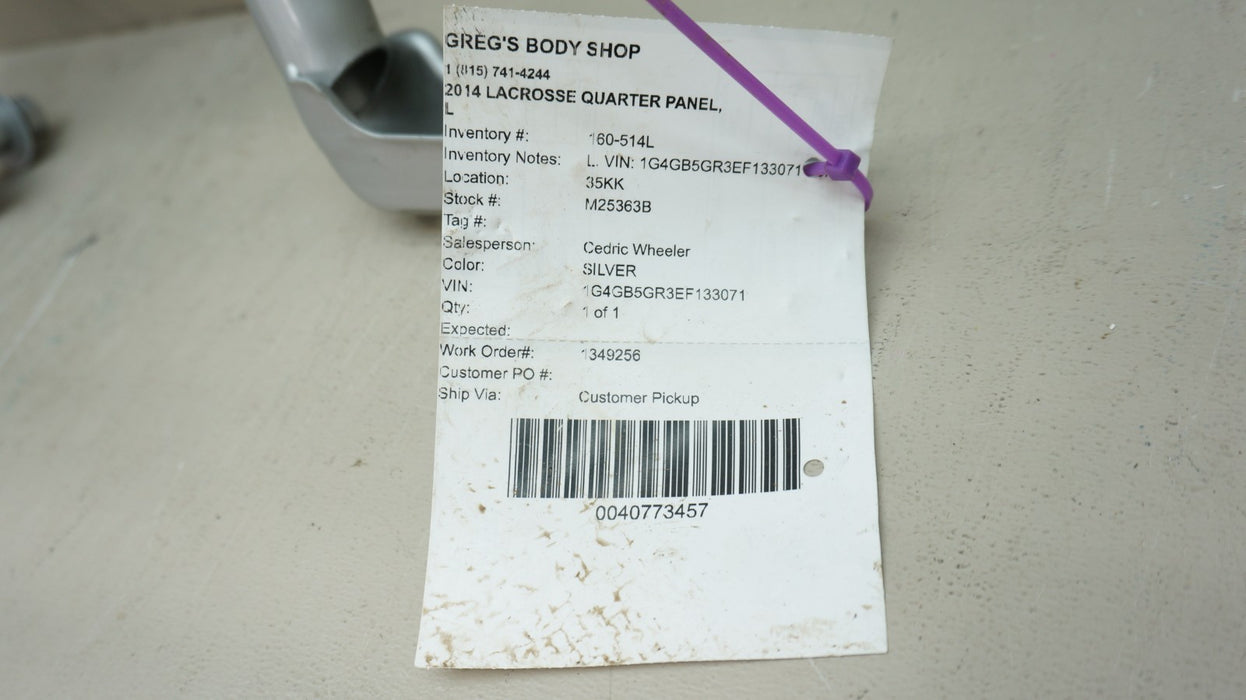 GREG'S BODY SHOP
1 (815) 741-4244
2014 LACROSSE QUARTER PANEL,
L
Inventory #: 160-514L
Inventory Notes: L. VIN: 1G4GB5GR3EF133071
Location: 35KK
Stock #: M25363B
Tag #:
Salesperson: Cedric Wheeler
Color: SILVER
VIN: 1G4GB5GR3EF133071
Qty: 1 of 1
Expected:
Work Order#: 1349256
Customer PO #:
Ship Via: Customer Pickup
0040773457